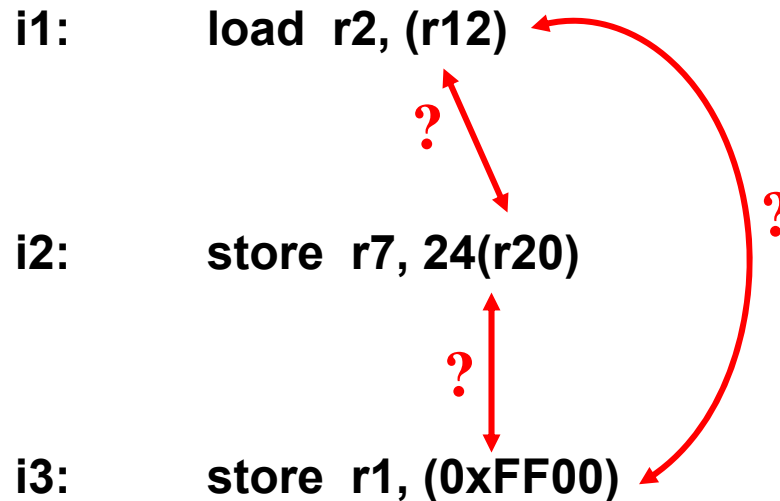 i1: load r2, (r12)
?
?
i2: store r7, 24(r20)
?
i3: store r1, (0xFF00)